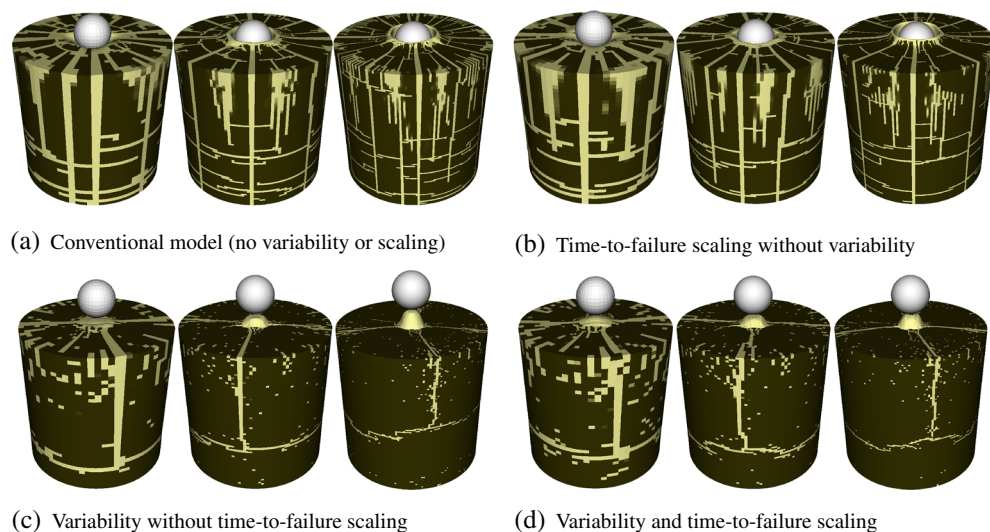 (a) Conventional model (no variability or scaling)
(b) Time-to-failure scaling without variability
(c) Variability without time-to-failure scaling
(d) Variability and time-to-failure scaling